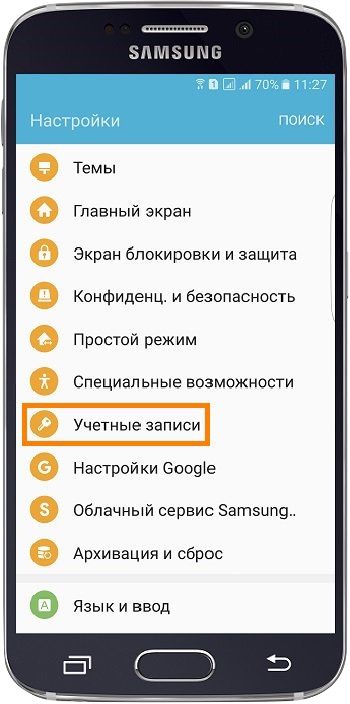 SAMSUNG
70% 11:27
Настройки ПОИСК
Темы
Главный экран
Экран блокировки и защита
Конфиденц. и безопасность
Простой режим
Специальные возможности
Учетные записи
G Настройки Google
S Облачный сервис Samsung..
Архивация и сброс
A Язык и ввод